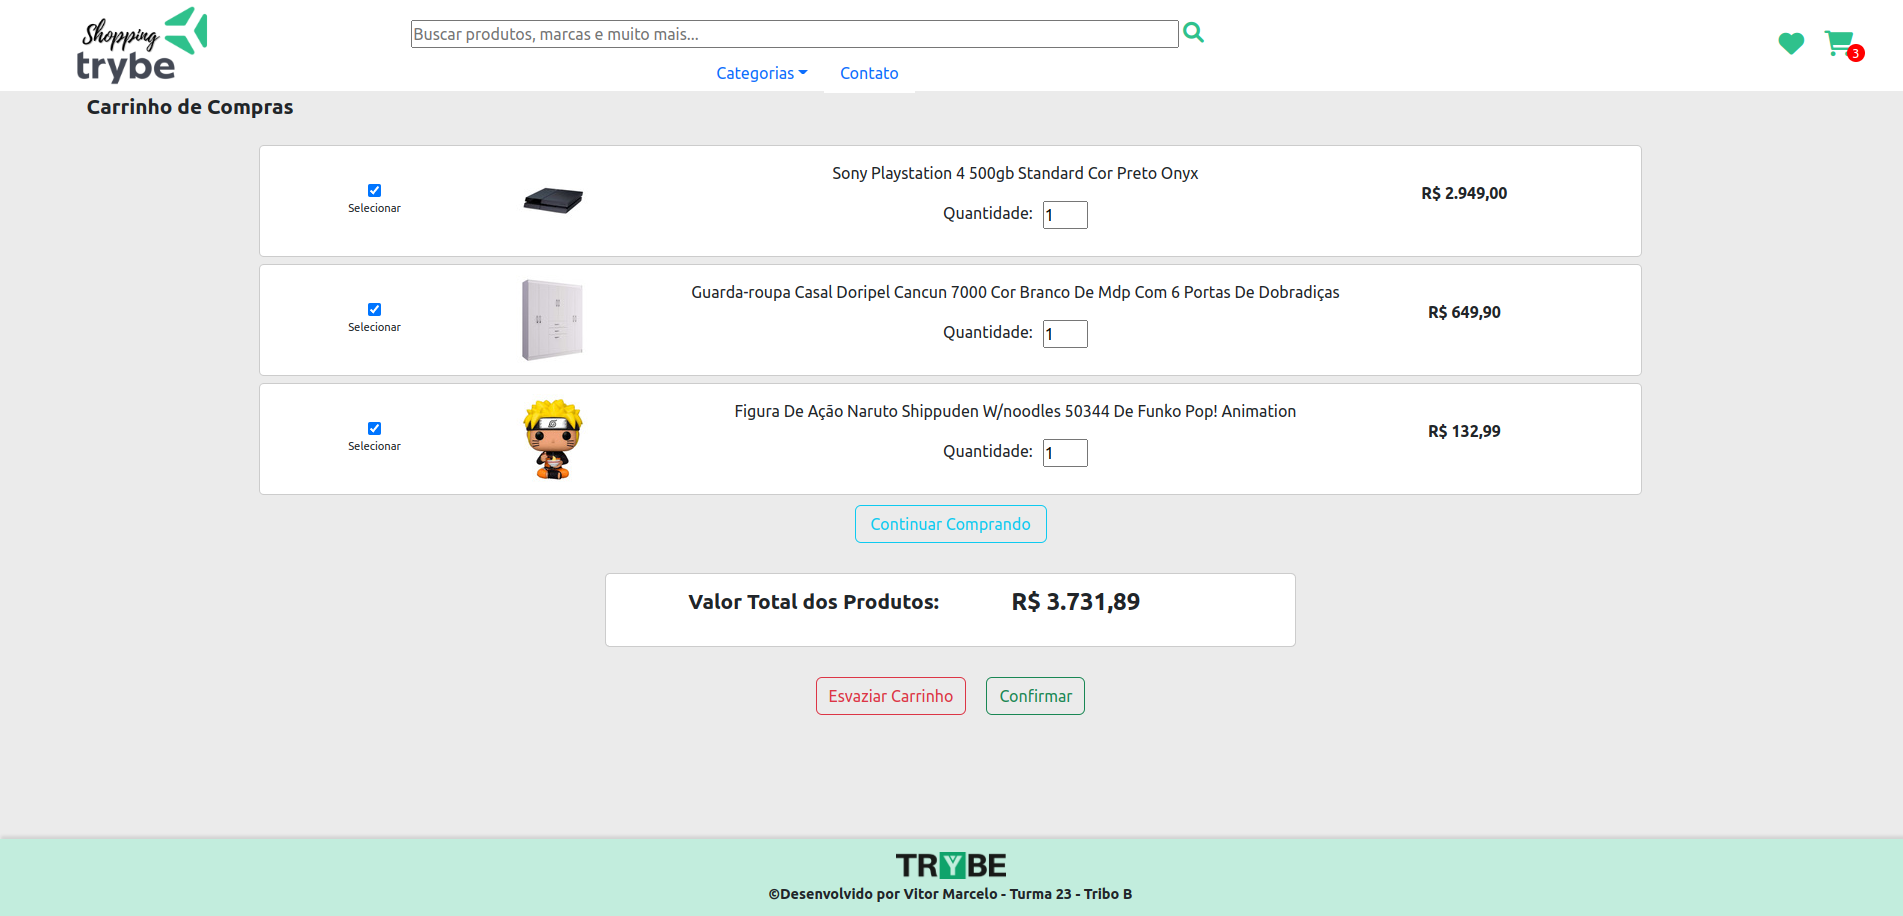 Shopping
trybe
Buscar produtos, marcas e muito mais...
Categorias
Contato
3
Carrinho de Compras
Selecionar
Sony Playstation 4 500gb Standard Cor Preto Onyx
Quantidade: 1
R$ 2.949,00
Selecionar
Guarda-roupa Casal Doripel Cancun 7000 Cor Branco De Mdp Com 6 Portas De Dobradiças
Quantidade: 1
R$ 649,90
Selecionar
Figura De Ação Naruto Shippuden W/noodles 50344 De Funko Pop! Animation
Quantidade: 1
R$ 132,99
Continuar Comprando
Valor Total dos Produtos: R$ 3.731,89
Esvaziar Carrinho
Confirmar
TRYBE
©Desenvolvido por Vitor Marcelo - Turma 23 - Tribo B